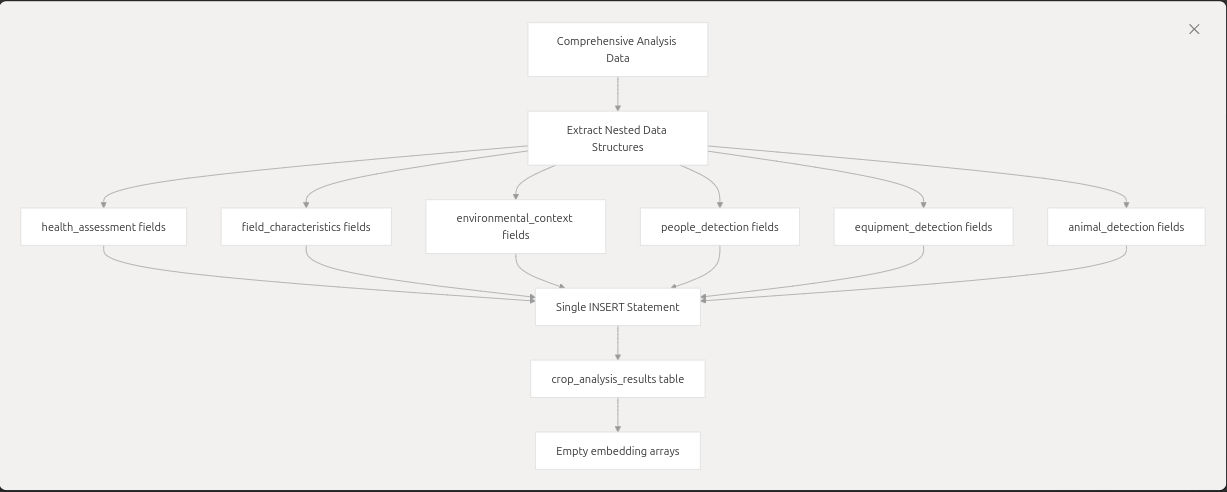 Comprehensive Analysis
Data
Extract Nested Data
Structures
health_assessment fields
field_characteristics fields
environmental_context
fields
people_detection fields
equipment_detection fields
animal_detection fields
Single INSERT Statement
crop_analysis_results table
Empty embedding arrays